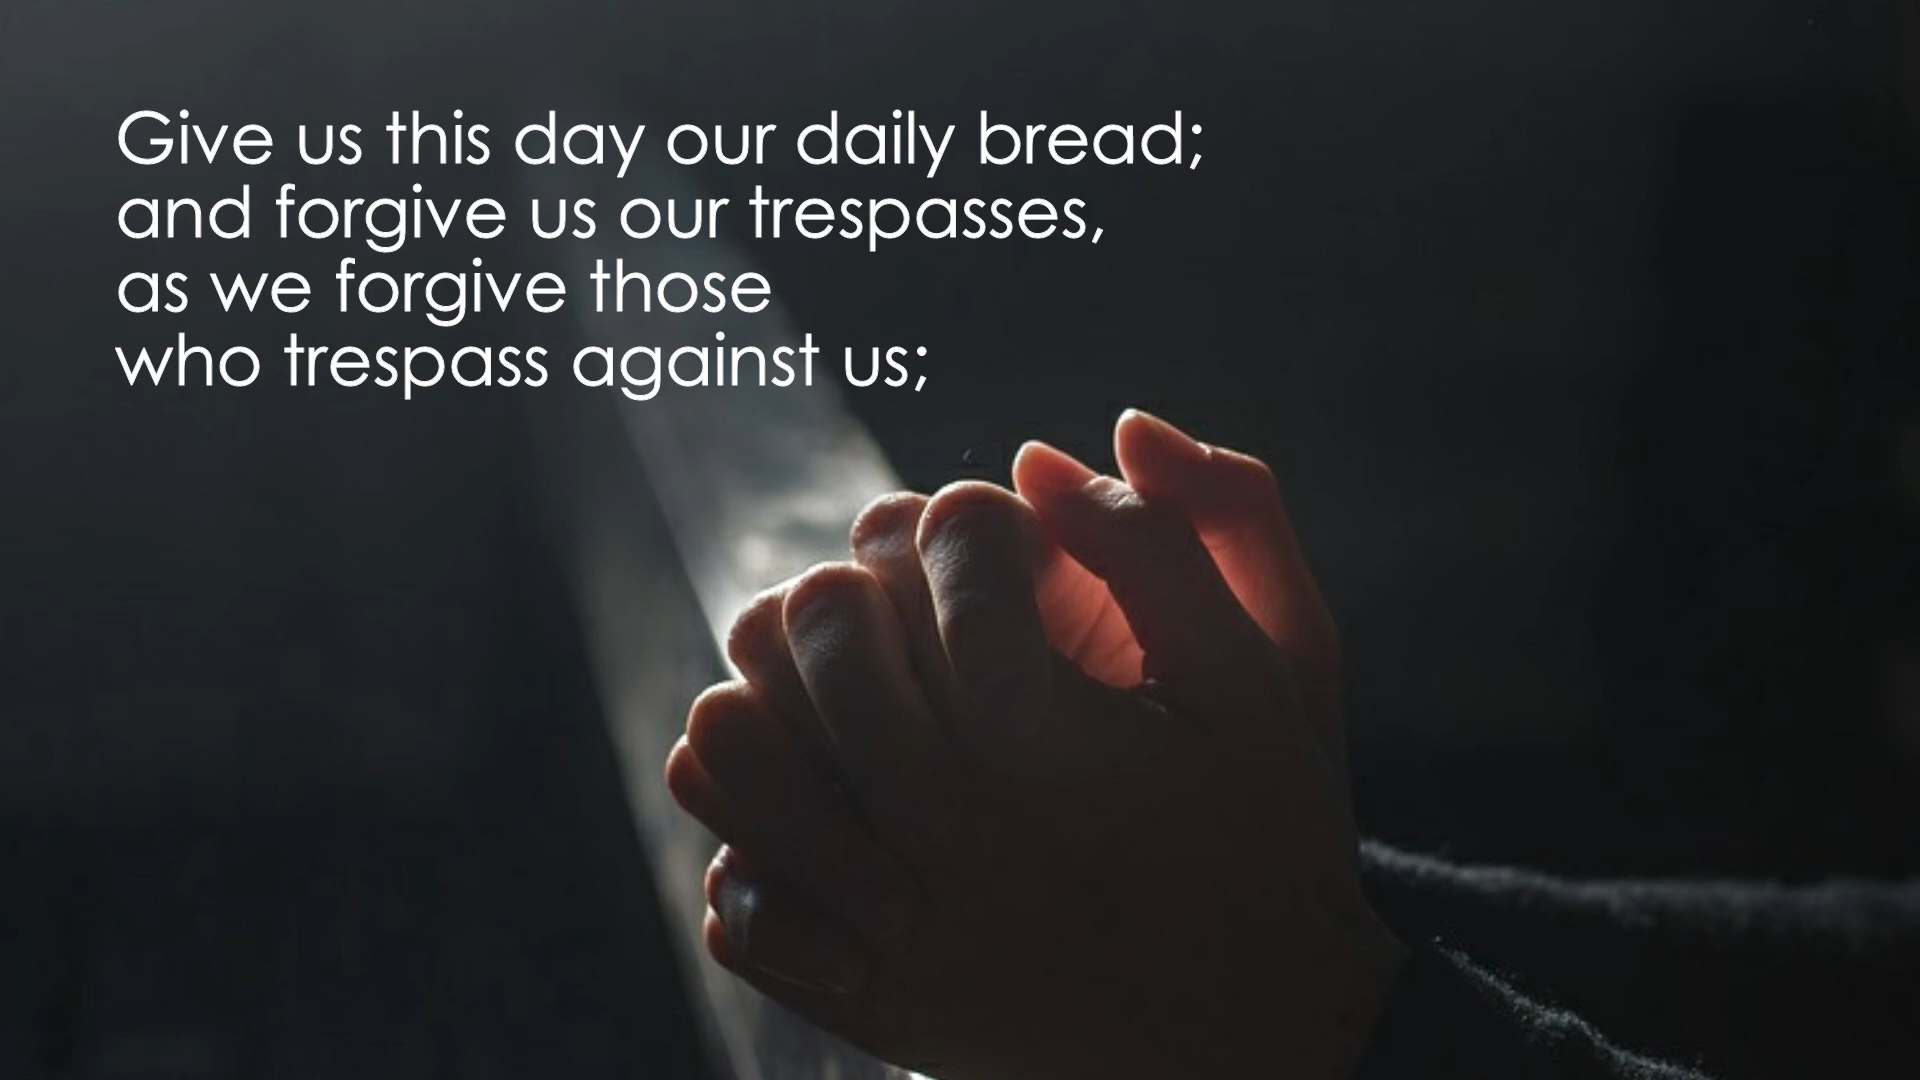 Give us this day our daily bread;
and forgive us our trespasses,
as we forgive those
who trespass against us;